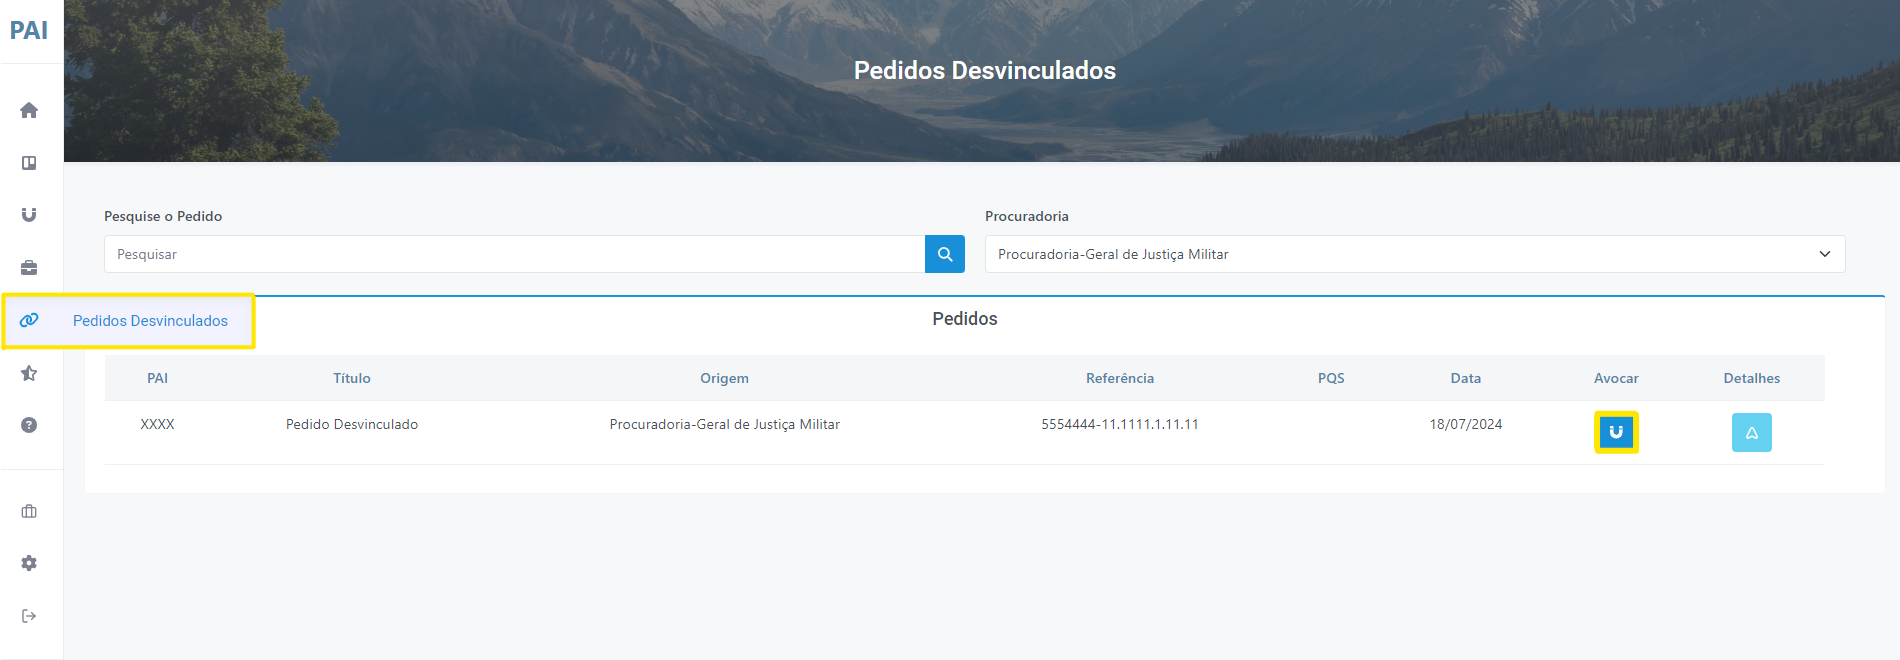 PAI
Pedidos Desvinculados
Pesquise o Pedido
Procuradoria
Pesquisar
Procuradoria-Geral de Justiça Militar
Pedidos Desvinculados
Pedidos
PAI Título Origem Referência PQS Data Avocar Detalhes
XXXX Pedido Desvinculado Procuradoria-Geral de Justiça Militar 5554444-11.1111.1.11.11 18/07/2024